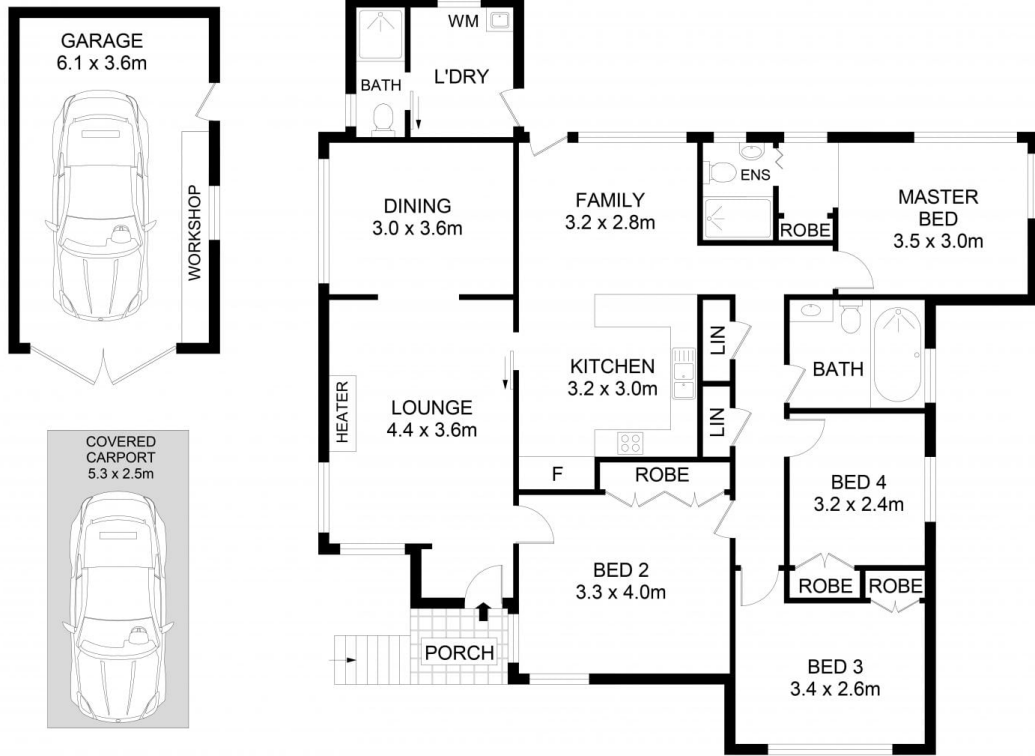 GARAGE
6.1 x 3.6m
WORKSHOP
COVERED
CARPORT
5.3 x 2.5m
BATH
WM
L'DRY
DINING
3.0 x 3.6m
FAMILY
3.2 x 2.8m
ENS
ROBE
MASTER
BED
3.5 x 3.0m
HEATER
LOUNGE
4.4 x 3.6m
KITCHEN
3.2 x 3.0m
LIN
LIN
BATH
F
ROBE
BED 4
3.2 x 2.4m
ROBE
ROBE
BED 2
3.3 x 4.0m
PORCH
BED 3
3.4 x 2.6m